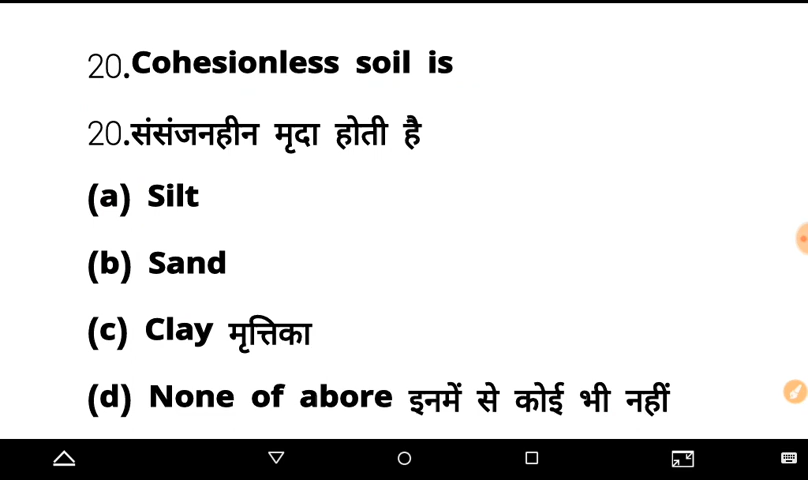 20.Cohesionless soil is
20.संसंजनहीन मृदा होती है
(a) Silt
(b) Sand
(c) Clay मृत्तिका
(d) None of abore इनमें से कोई भी नहीं